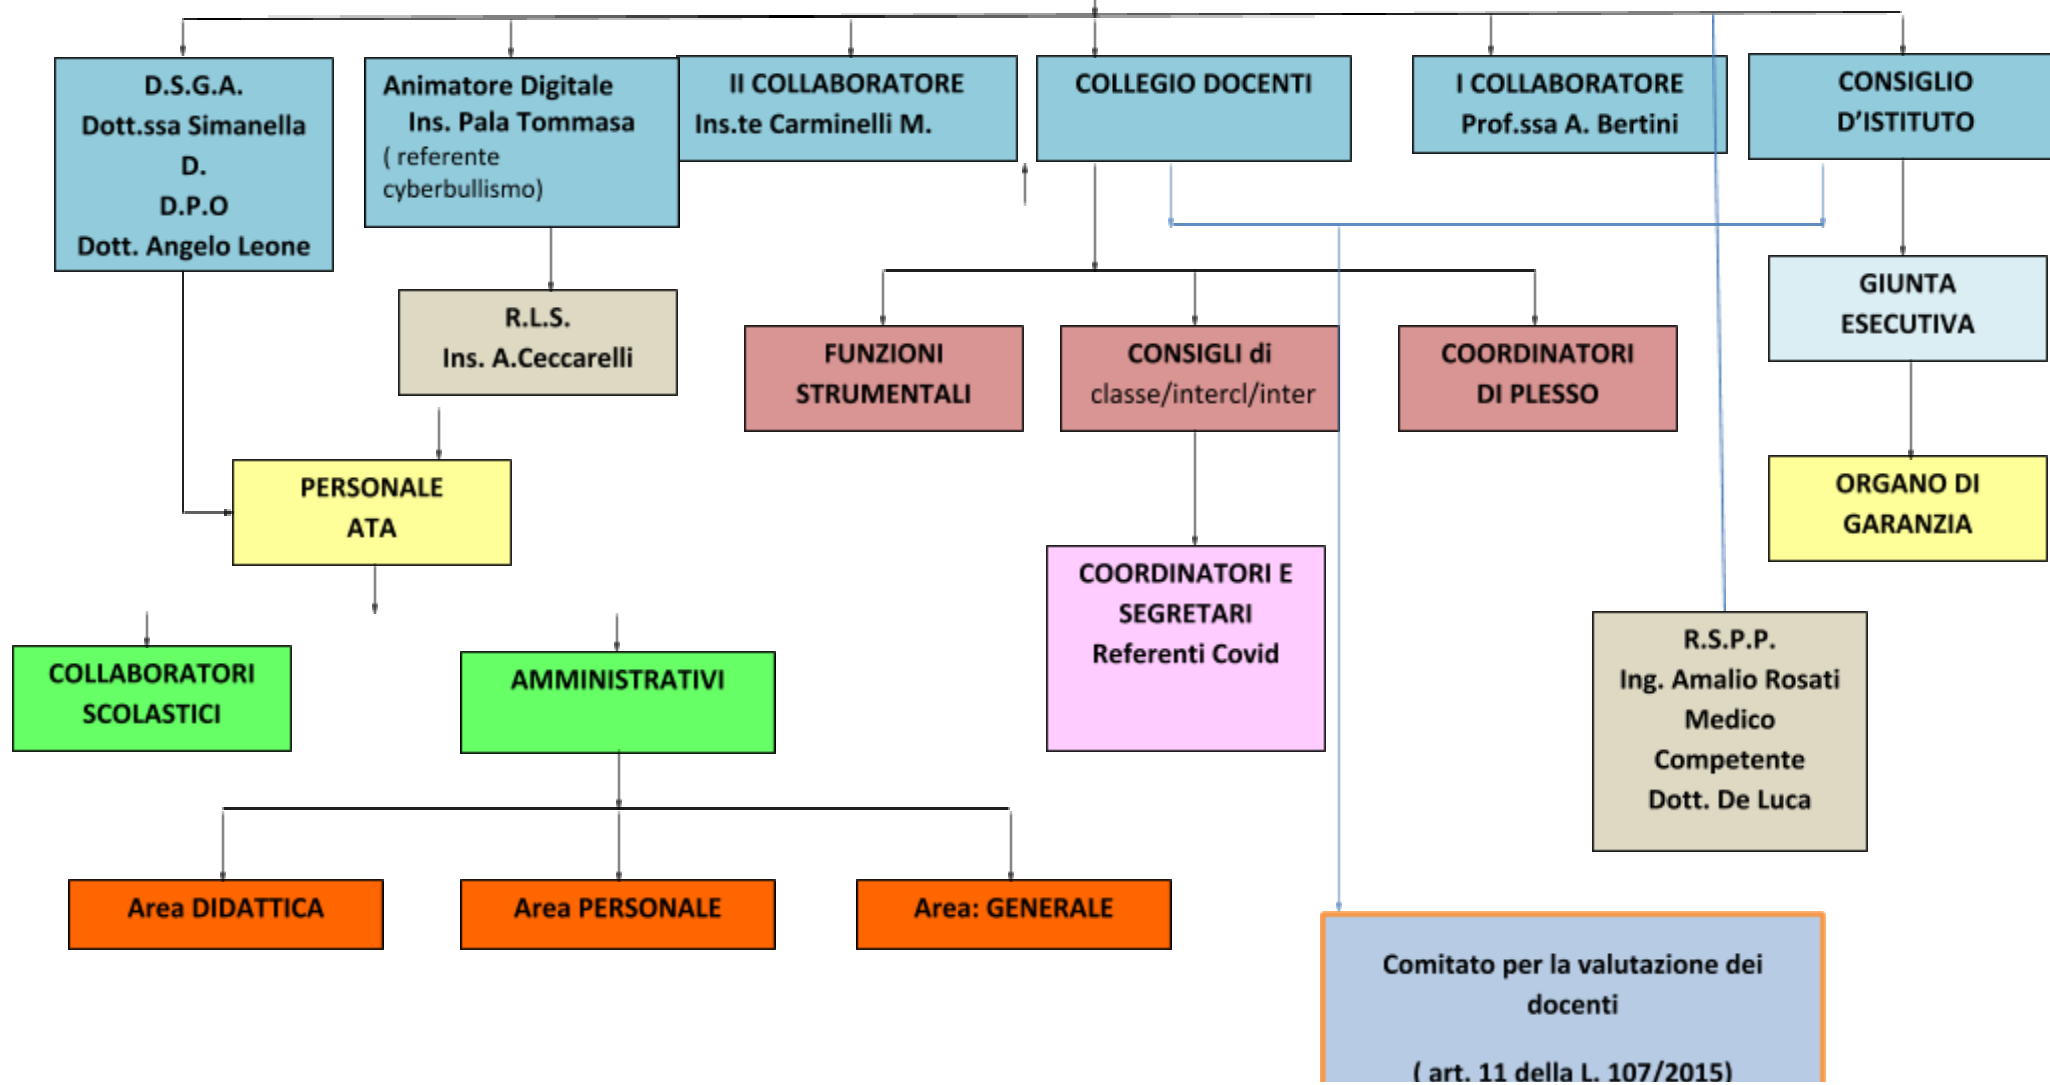 D.S.G.A.
Dott.ssa Simanella
D.
D.P.O
Dott. Angelo Leone
Animatore Digitale
Ins. Pala Tommasa
( referente
cyberbullismo)
II COLLABORATORE
Ins.te Carminelli M.
COLLEGIO DOCENTI
I COLLABORATORE
Prof.ssa A. Bertini
CONSIGLIO
D’ISTITUTO
R.L.S.
Ins. A.Ceccarelli
FUNZIONI
STRUMENTALI
CONSIGLI di
classe/intercl/inter
COORDINATORI
DI PLESSO
GIUNTA
ESECUTIVA
PERSONALE
ATA
ORGANO DI
GARANZIA
COORDINATORI E
SEGRETARI
Referenti Covid
COLLABORATORI
SCOLASTICI
AMMINISTRATIVI
R.S.P.P.
Ing. Amalio Rosati
Medico
Competente
Dott. De Luca
Area DIDATTICA
Area PERSONALE
Area: GENERALE
Comitato per la valutazione dei
docenti
( art. 11 della L. 107/2015)